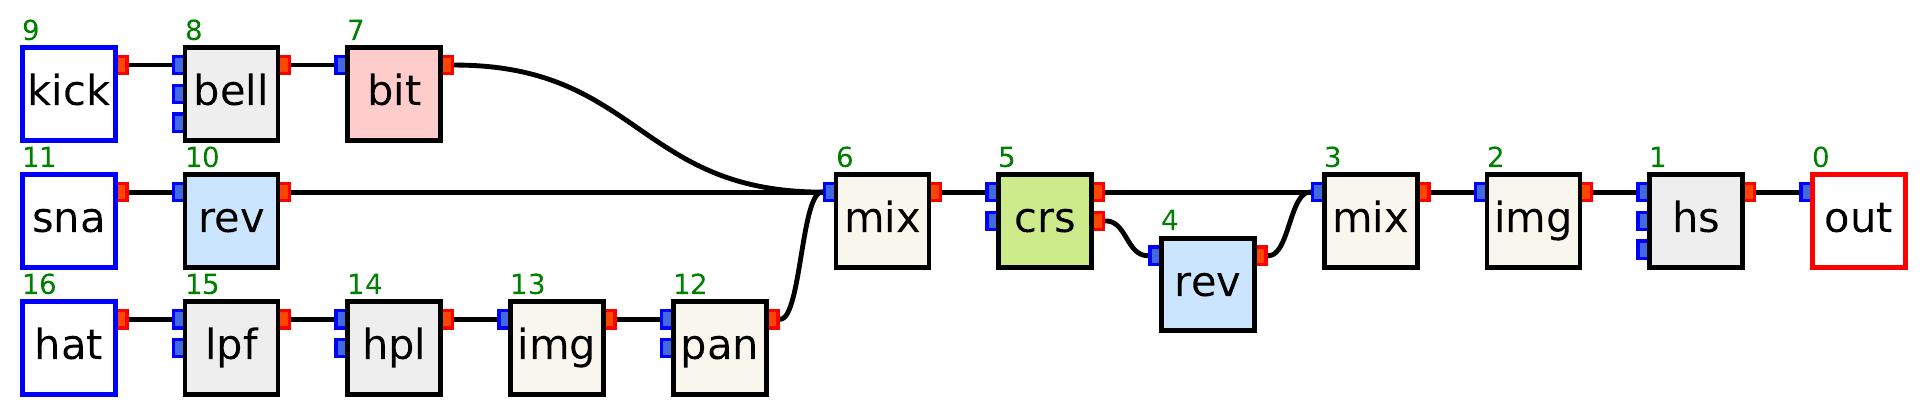 9 8 7
kick bell bit
11 10 6 5 3 2 1 0
sna rev mix crs mix img hs out
4
rev
16 15 14 13 12
hat lpf hpl img pan